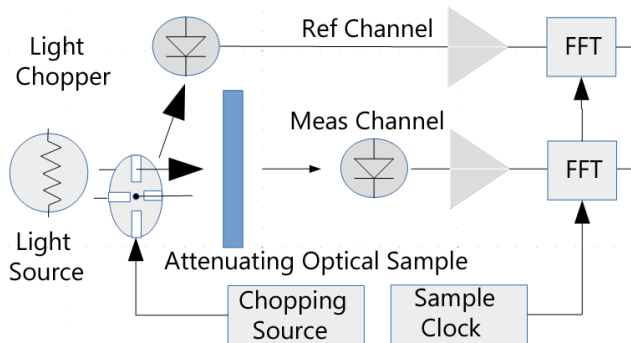 Ref Channel
Light
Chopper
FFT
Meas Channel
FFT
Light
Source
Attenuating Optical Sample
Chopping
Source
Sample
Clock